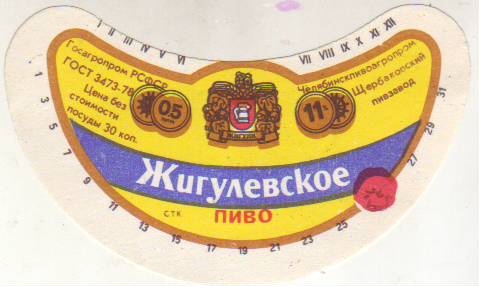 I II III IV V VI
VII VIII IX X XI XII
Госагропром РСФСР
ГОСТ 3473-78
Цена без
стоимости
посуды 30 коп.
05
литр
11%
Челябинскпивоагропром
Щербаковский
пивзавод
Жигулевское
ПИВО
СТК
1
3
5
7
9
11
13
15
17
19
21
23
25
27
29
31